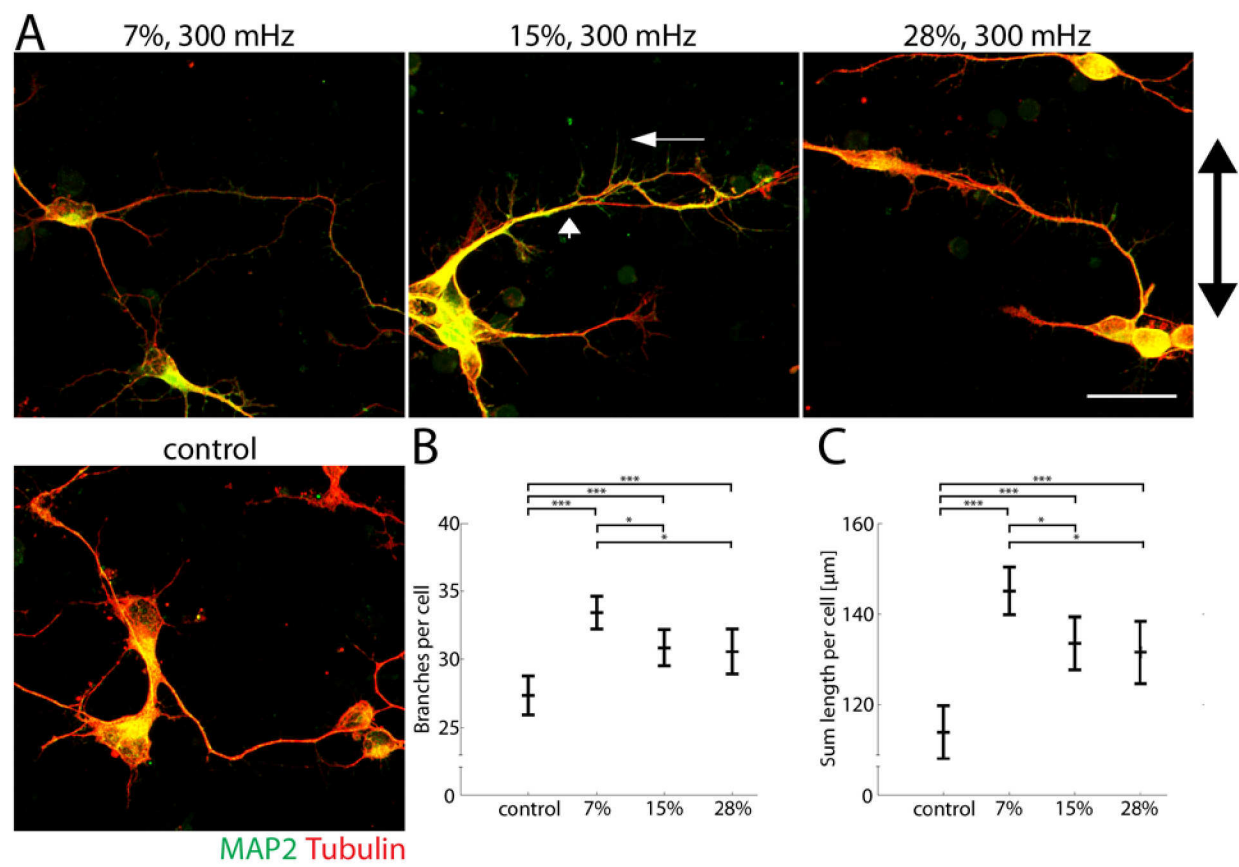 A
7%, 300 mHz
15%, 300 mHz
28%, 300 mHz
control
MAP2 Tubulin
B
***
***
***
*
*
Branches per cell
40
35
30
25
0
control 7% 15% 28%
C
***
***
***
*
*
Sum length per cell [µm]
160
140
120
0
control 7% 15% 28%